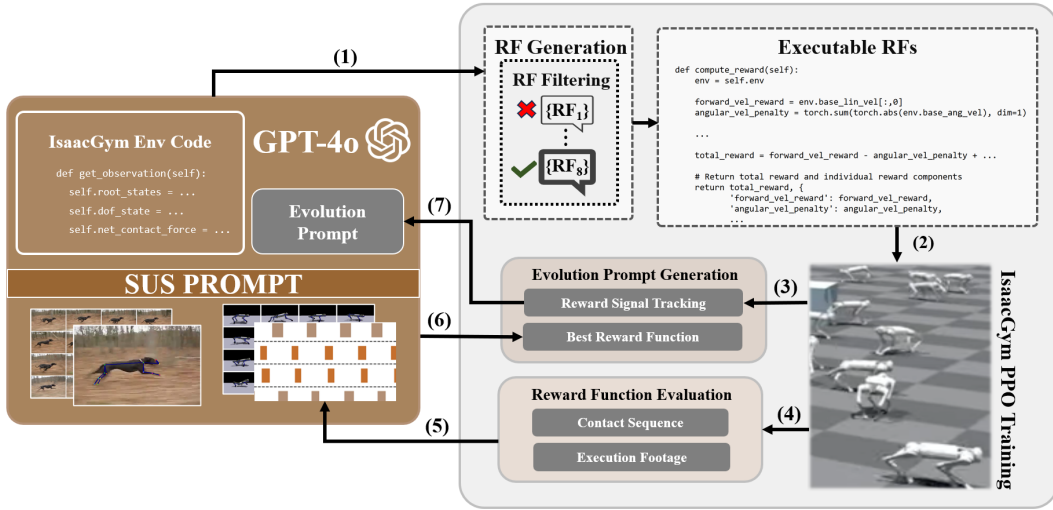 (1)
IsaacGym Env Code
def get_observation(self):
self.root_states = ...
self.dof_state = ...
self.net_contact_force = ...
GPT-4o
Evolution
Prompt
SUS PROMPT
RF Generation
RF Filtering
{RF1}
{RF8}
Executable RFs
def compute_reward(self):
env = self.env
forward_vel_reward = env.base_lin_vel[:,0]
angular_vel_penalty = torch.sum(torch.abs(env.base_ang_vel), dim=1)
...
total_reward = forward_vel_reward - angular_vel_penalty + ...
# Return total reward and individual reward components
return total_reward, {
'forward_vel_reward': forward_vel_reward,
'angular_vel_penalty': angular_vel_penalty,
...
(2)
(7)
Evolution Prompt Generation
Reward Signal Tracking
Best Reward Function
(3)
(6)
Reward Function Evaluation
Contact Sequence
Execution Footage
(4)
(5)
IsaacGym PPO Training